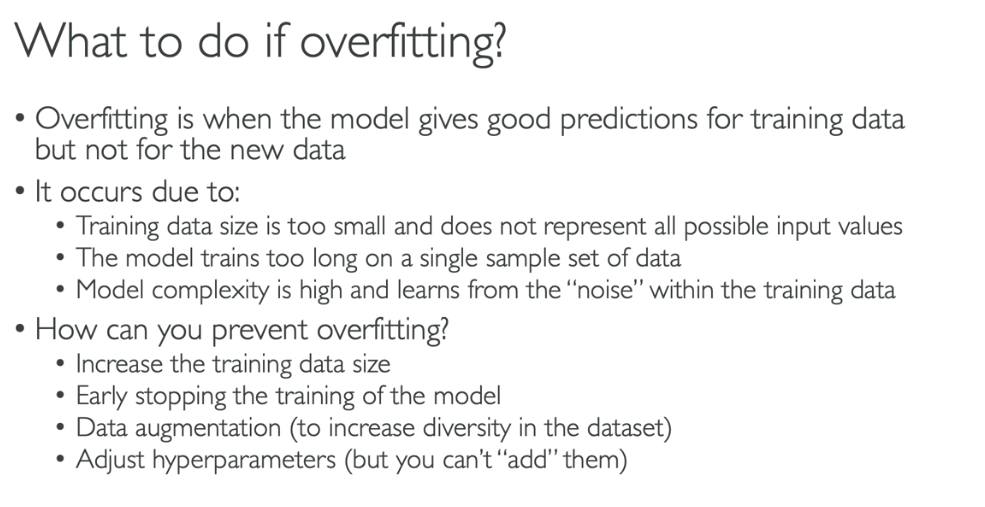 What to do if overfitting?
• Overfitting is when the model gives good predictions for training data
but not for the new data
• It occurs due to:
• Training data size is too small and does not represent all possible input values
• The model trains too long on a single sample set of data
• Model complexity is high and learns from the “noise” within the training data
• How can you prevent overfitting?
• Increase the training data size
• Early stopping the training of the model
• Data augmentation (to increase diversity in the dataset)
• Adjust hyperparameters (but you can’t “add” them)